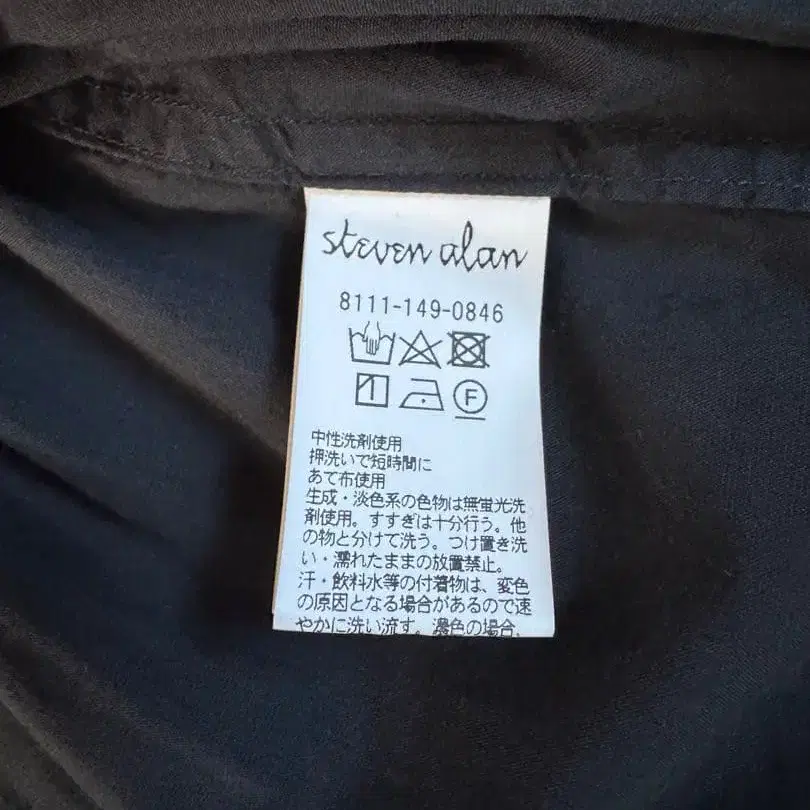 steven alan
8111-149-0846
F
中性洗剤使用
押洗いで短時間に
あて布使用
生成・淡色系の色物は無蛍光洗
剤使用。すすぎは十分行う。他
の物と分けて洗う。つけ置き洗
い・濡れたままの放置禁止。
汗・飲料水等の付着物は、変色
の原因となる場合があるので速
やかに洗い流す。濃色の場合、